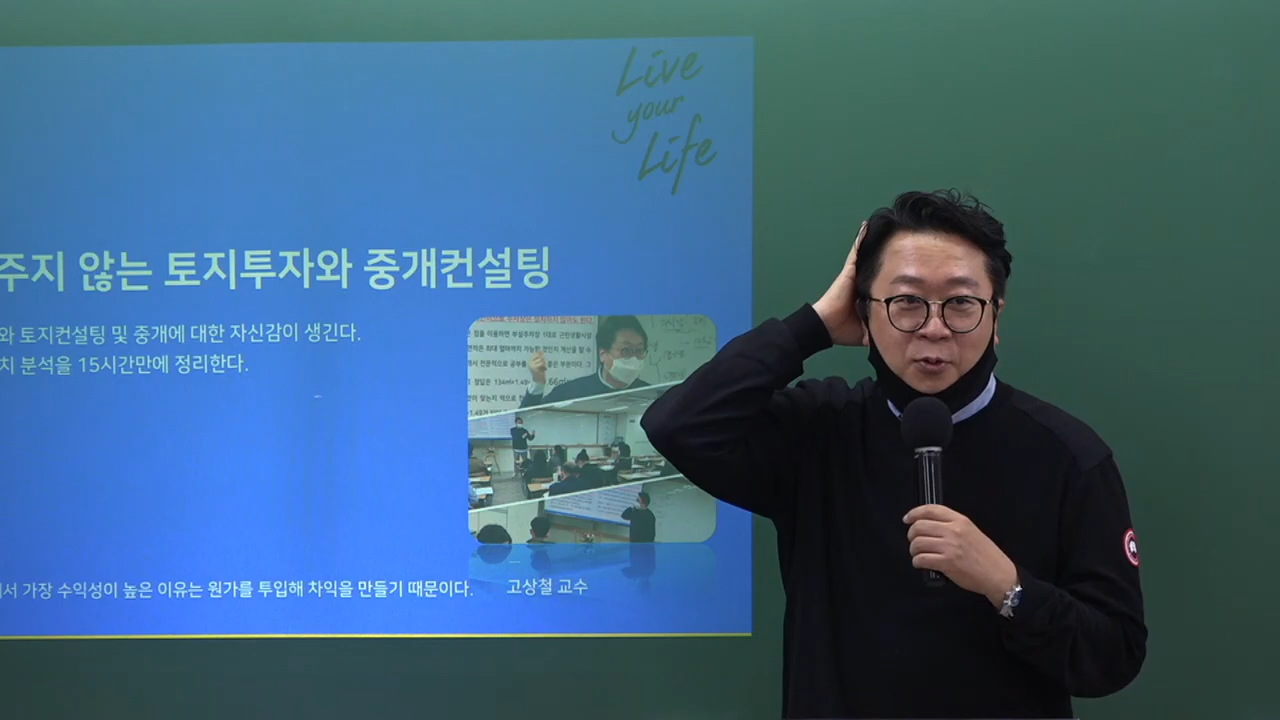 Live
your
Life
주지 않는 토지투자와 중개컨설팅
와 토지컨설팅 및 중개에 대한 자신감이 생긴다.
치 분석을 15시간만에 정리한다.
서 가장 수익성이 높은 이유는 원가를 투입해 차익을 만들기 때문이다.
고상철 교수